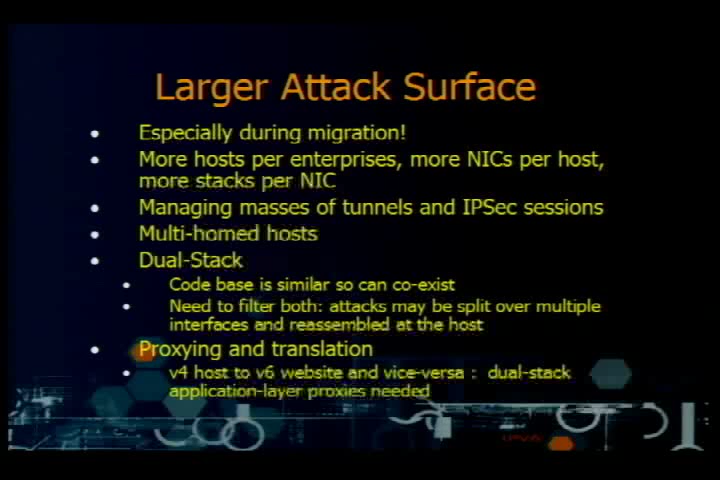 Larger Attack Surface
• Especially during migration!
• More hosts per enterprises, more NICs per host,
more stacks per NIC
• Managing masses of tunnels and IPSec sessions
• Multi-homed hosts
• Dual-Stack
• Code base is similar so can co-exist
• Need to filter both: attacks may be split over multiple
interfaces and reassembled at the host
• Proxying and translation
• v4 host to v6 website and vice-versa : dual-stack
application-layer proxies needed